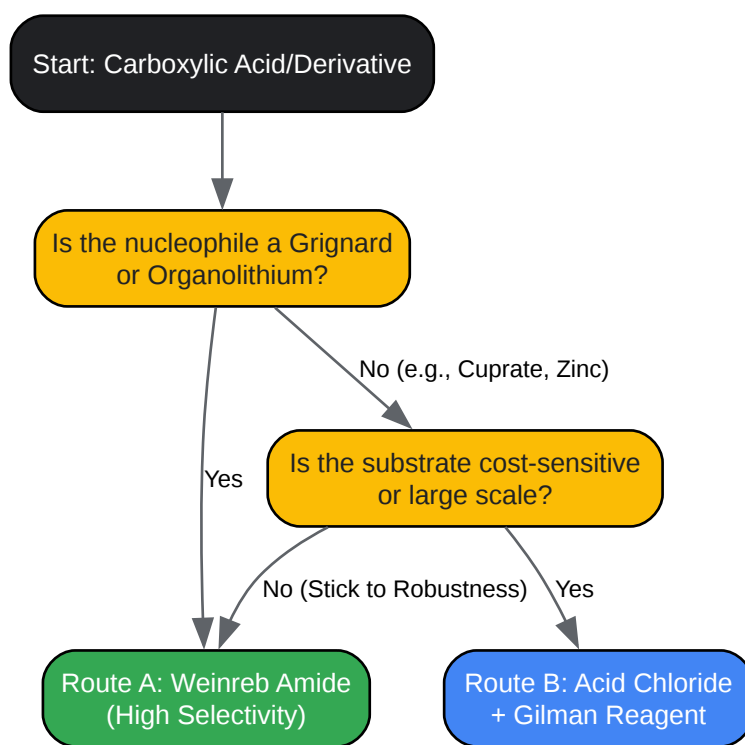 Start: Carboxylic Acid/Derivative
Is the nucleophile a Grignard
or Organolithium?
No (e.g., Cuprate, Zinc)
Is the substrate cost-sensitive
or large scale?
Yes
No (Stick to Robustness)
Yes
Route A: Weinreb Amide
(High Selectivity)
Route B: Acid Chloride
+ Gilman Reagent